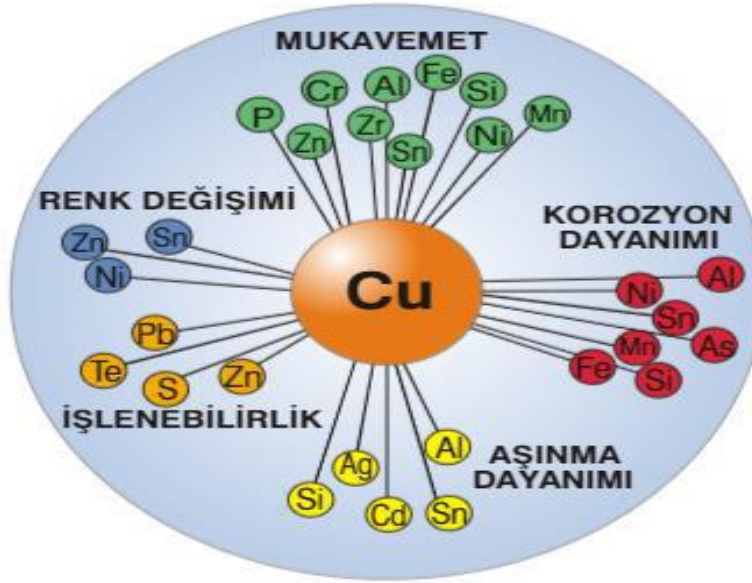 MUKAVEMET
P
Cr
Al
Fe
Si
Mn
Zn
Zr
Sn
Ni
RENK DEĞİŞİMİ
Zn
Sn
Ni
KOROZYON
DAYANIMI
Al
Ni
Sn
As
Mn
Fe
Si
Cu
Pb
Te
S
Zn
İŞLENEBİLİRLİK
AŞINMA
DAYANIMI
Al
Ag
Si
Cd
Sn